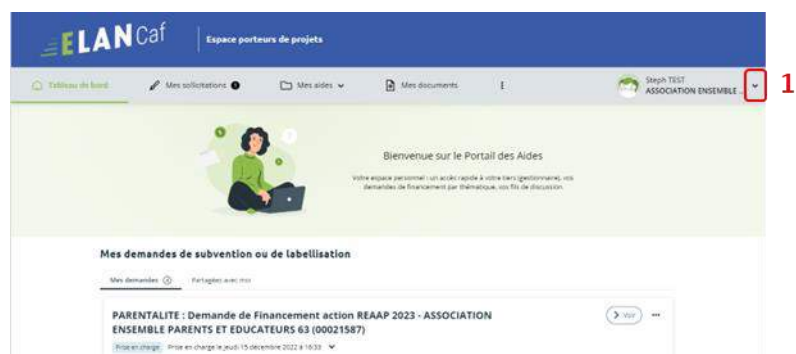 ELAN Caf
Espace porteurs de projets
Tableau de bord
Mes sollicitations
Mes aides
Mes documents
Steph TEST
ASSOCIATION ENSEMBLE ...
1
Bienvenue sur le Portail des Aides
Votre espace personnel : un accès rapide à votre tiers (gestionnaire), vos
demandes de financement par thématique, vos fils de discussion
Mes demandes de subvention ou de labellisation
Mes demandes
Partagées avec moi
PARENTALITE : Demande de Financement action REAAP 2023 - ASSOCIATION
ENSEMBLE PARENTS ET EDUCATEURS 63 (00021587)
Voir
Prise en charge
Prise en charge le jeudi 15 décembre 2022 à 16:33